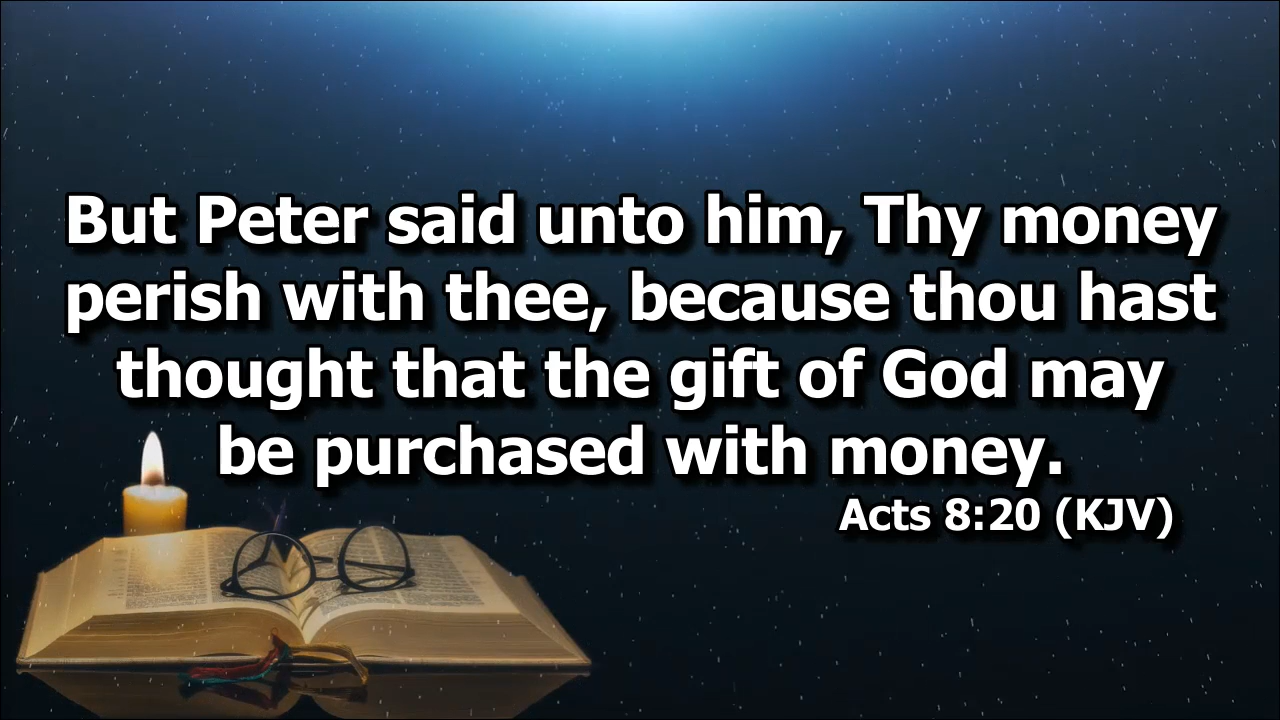 But Peter said unto him, Thy money
perish with thee, because thou hast
thought that the gift of God may
be purchased with money.
Acts 8:20 (KJV)